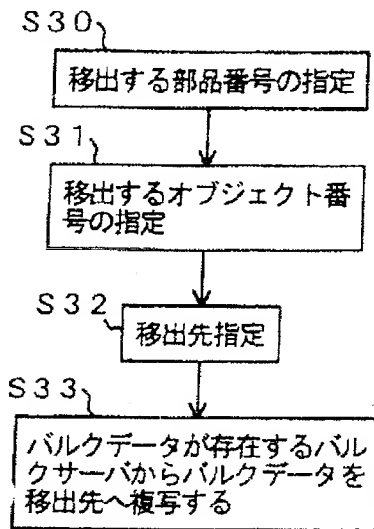 S30
移出する部品番号の指定
S31
移出するオブジェクト番
号の指定
S32
移出先指定
S33
バルクデータが存在するバル
クサーバからバルクデータを
移出先へ複写する